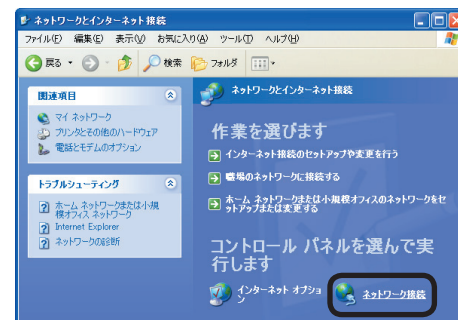 ネットワークとインターネット接続
ファイル(F) 編集(E) 表示(V) お気に入り(A) ツール(T) ヘルプ(H)
戻る 検索 フォルダ
関連項目
マイ ネットワーク
プリンタとその他のハードウェア
電話とモデムのオプション
トラブルシューティング
ホーム ネットワークまたは小規
模オフィス ネットワーク
Internet Explorer
ネットワークの診断
ネットワークとインターネット接続
作業を選びます
インターネット接続のセットアップや変更を行う
職場のネットワークに接続する
ホーム ネットワークまたは小規模オフィスのネットワークをセ
ットアップまたは変更する
コントロール パネルを選んで実
行します
インターネット オプショ
ン
ネットワーク接続